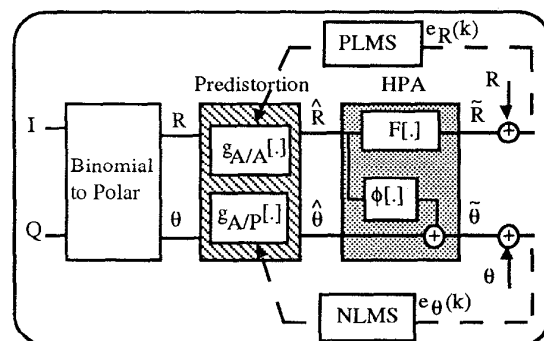 PLMS
e_R(k)
Predistortion
HPA
R
I
R
g_A/A[.]
R̂
F[.]
R̃
Binomial
to Polar
ϕ[.]
Q
θ
g_A/P[.]
θ̂
θ̃
θ
NLMS
e_θ(k)